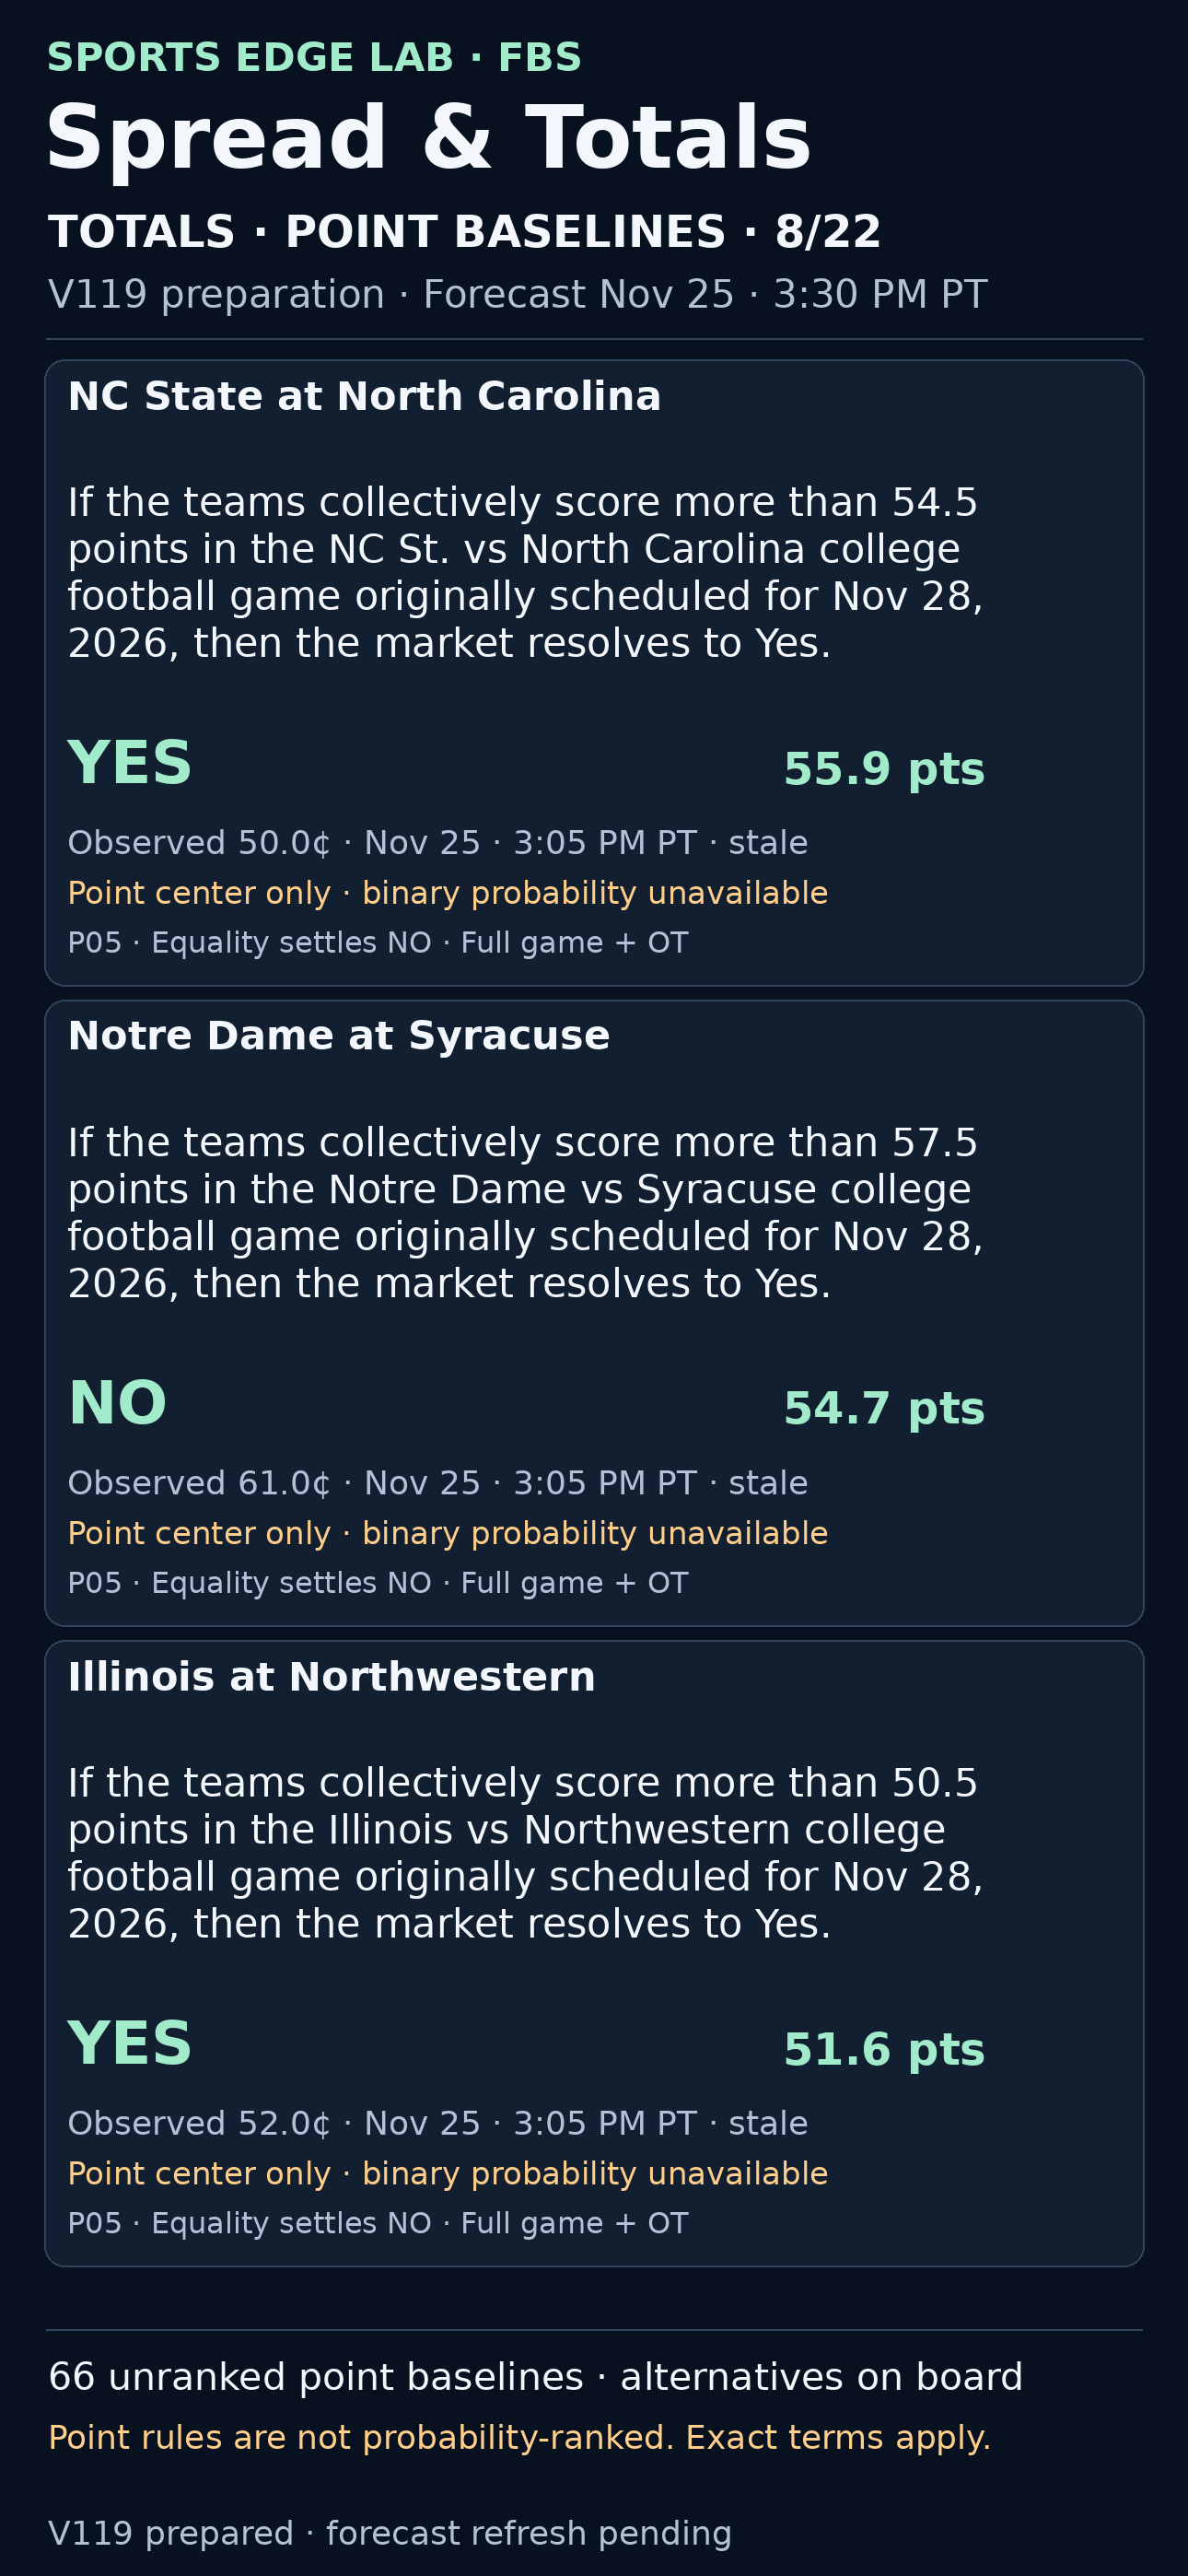 SPORTS EDGE LAB · FBS
Spread & Totals
TOTALS · POINT BASELINES · 8/22
V119 preparation · Forecast Nov 25 · 3:30 PM PT
NC State at North Carolina
If the teams collectively score more than 54.5
points in the NC St. vs North Carolina college
football game originally scheduled for Nov 28,
2026, then the market resolves to Yes.
YES 55.9 pts
Observed 50.0¢ · Nov 25 · 3:05 PM PT · stale
Point center only · binary probability unavailable
P05 · Equality settles NO · Full game + OT
Notre Dame at Syracuse
If the teams collectively score more than 57.5
points in the Notre Dame vs Syracuse college
football game originally scheduled for Nov 28,
2026, then the market resolves to Yes.
NO 54.7 pts
Observed 61.0¢ · Nov 25 · 3:05 PM PT · stale
Point center only · binary probability unavailable
P05 · Equality settles NO · Full game + OT
Illinois at Northwestern
If the teams collectively score more than 50.5
points in the Illinois vs Northwestern college
football game originally scheduled for Nov 28,
2026, then the market resolves to Yes.
YES 51.6 pts
Observed 52.0¢ · Nov 25 · 3:05 PM PT · stale
Point center only · binary probability unavailable
P05 · Equality settles NO · Full game + OT
66 unranked point baselines · alternatives on board
Point rules are not probability-ranked. Exact terms apply.
V119 prepared · forecast refresh pending